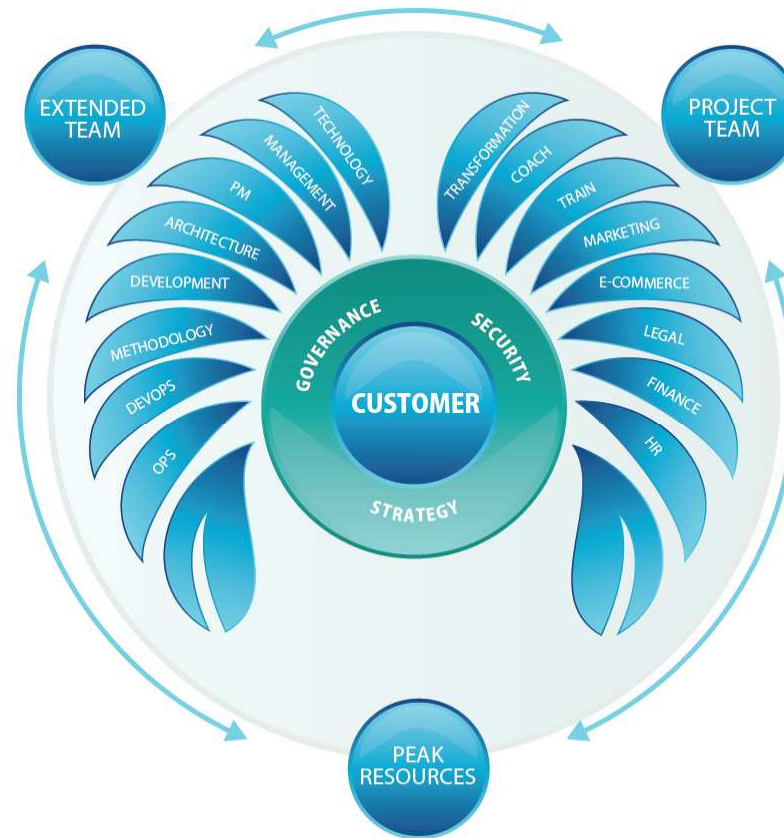 EXTENDED
TEAM
PROJECT
TEAM
TECHNOLOGY
MANAGEMENT
PM
ARCHITECTURE
DEVELOPMENT
METHODOLOGY
DEVOPS
OPS
TRANSFORMATION
COACH
TRAIN
MARKETING
E-COMMERCE
LEGAL
FINANCE
HR
GOVERNANCE
SECURITY
CUSTOMER
STRATEGY
PEAK
RESOURCES